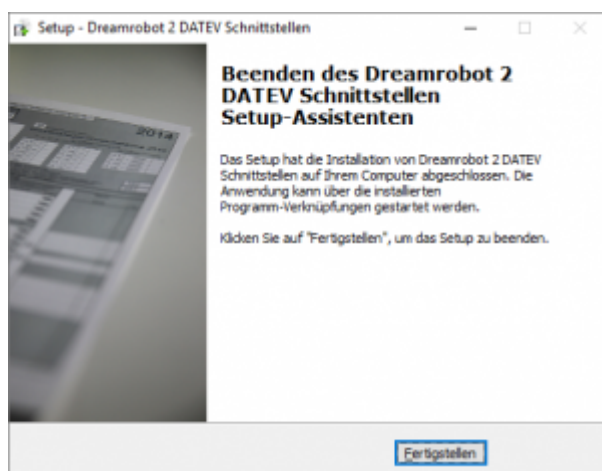 Setup - Dreamrobot 2 DATEV Schnittstellen
Beenden des Dreamrobot 2
DATEV Schnittstellen
Setup-Assistenten
2014
Das Setup hat die Installation von Dreamrobot 2 DATEV
Schnittstellen auf Ihrem Computer abgeschlossen. Die
Anwendung kann über die installierten
Programm-Verknüpfungen gestartet werden.
Klicken Sie auf "Fertigstellen", um das Setup zu beenden.
Fertigstellen